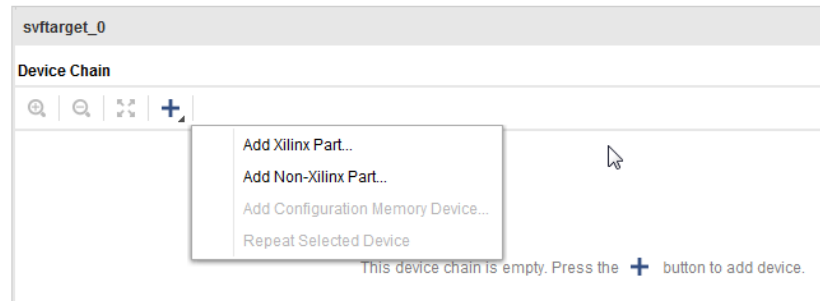 svftarget_0
Device Chain
Add Xilinx Part...
Add Non-Xilinx Part...
Add Configuration Memory Device...
Repeat Selected Device
This device chain is empty. Press the button to add device.